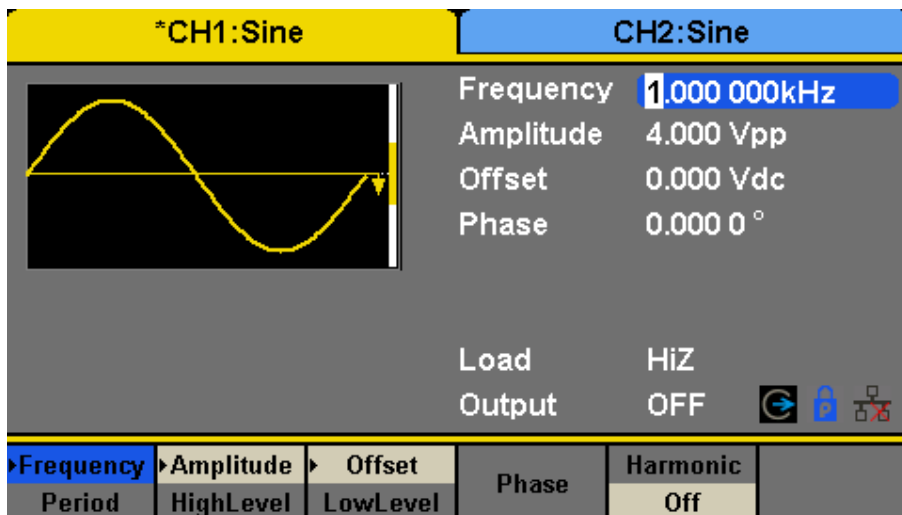 *CH1:Sine
CH2:Sine
Frequency 1.000 000kHz
Amplitude 4.000 Vpp
Offset 0.000 Vdc
Phase 0.000 0 °
Load HiZ
Output OFF
P
Frequency Amplitude Offset Phase Harmonic
Period HighLevel LowLevel Off